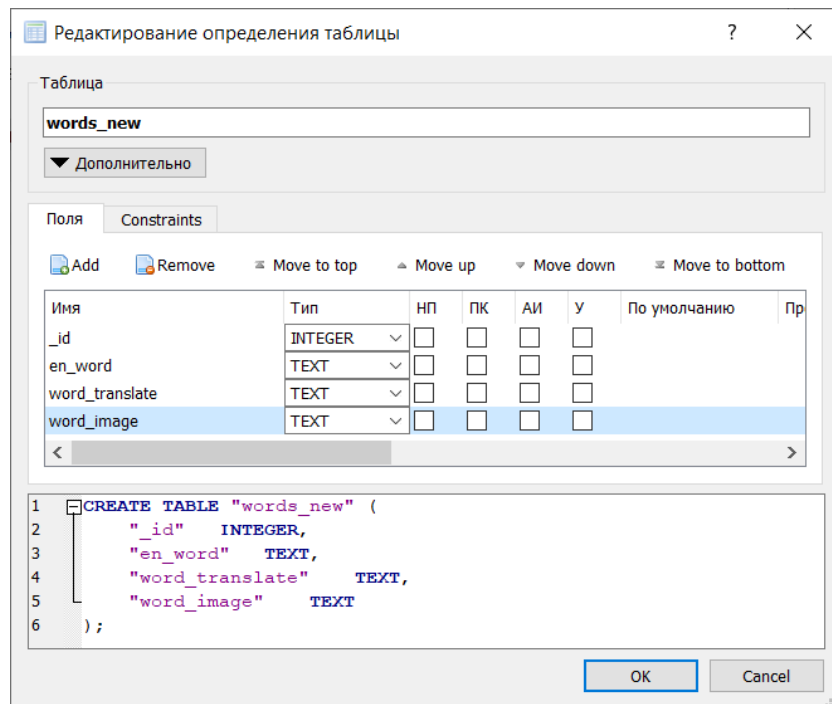 Редактирование определения таблицы ?
Таблица
words_new
Дополнительно
Поля Constraints
Add Remove Move to top Move up Move down Move to bottom
Имя Тип НП ПК АИ У По умолчанию Пр
_id INTEGER
en_word TEXT
word_translate TEXT
word_image TEXT
1 CREATE TABLE "words_new" (
2 "_id" INTEGER,
3 "en_word" TEXT,
4 "word_translate" TEXT,
5 "word_image" TEXT
6 );
OK Cancel